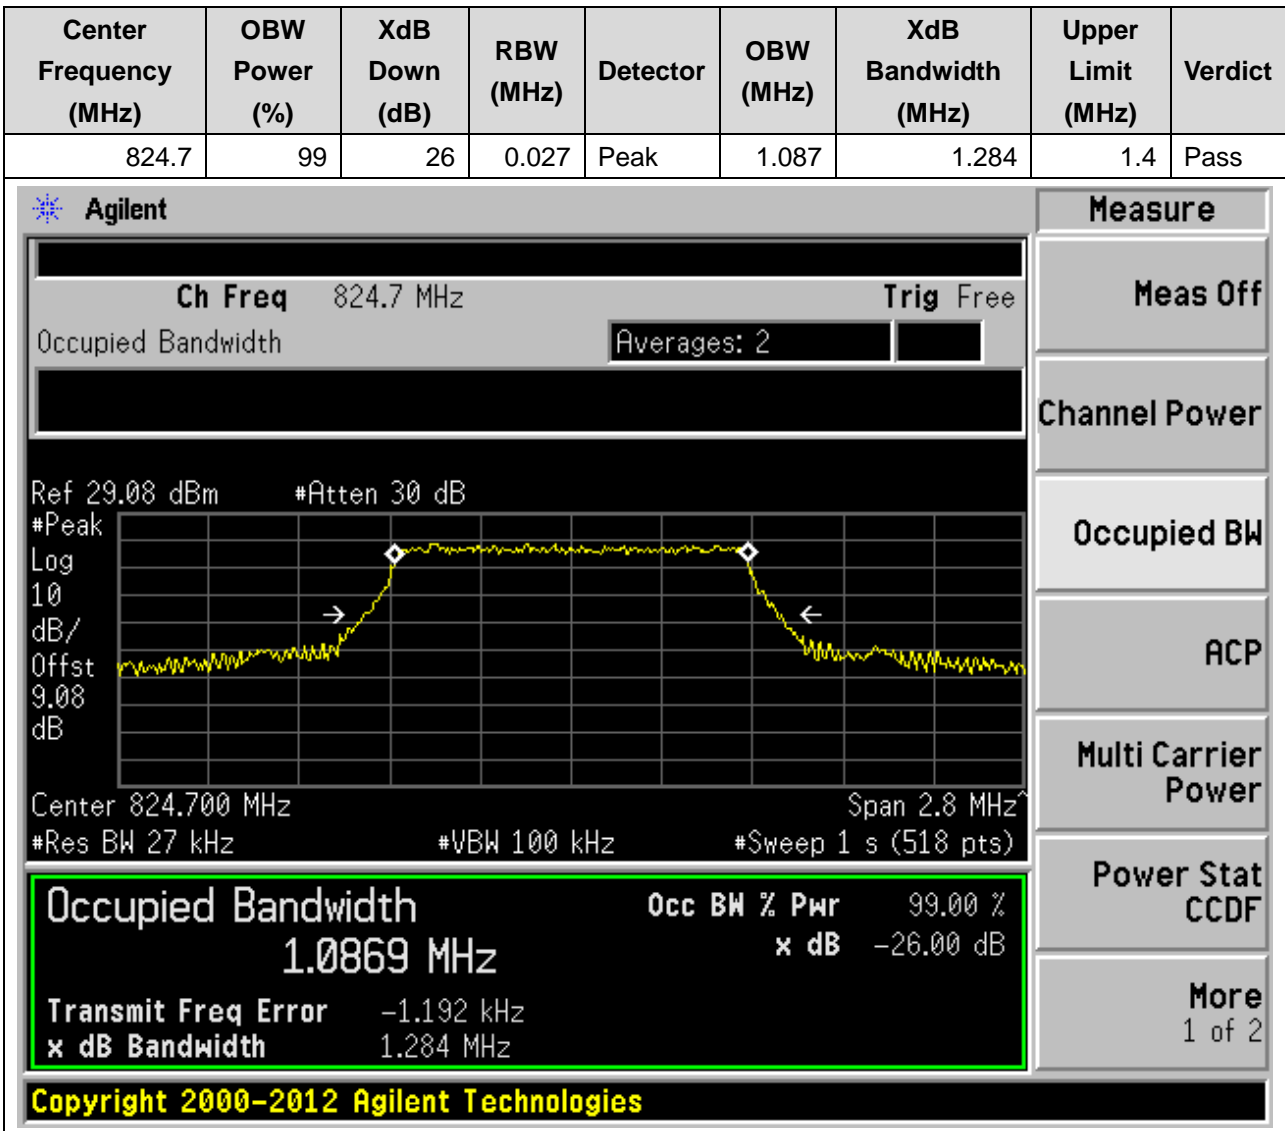 Center Frequency (MHz) OBW Power (%) XdB Down (dB) RBW (MHz) Detector OBW (MHz) XdB Bandwidth (MHz) Upper Limit (MHz) Verdict
824.7 99 26 0.027 Peak 1.087 1.284 1.4 Pass
Agilent
Measure
Ch Freq 824.7 MHz Trig Free
Occupied Bandwidth Averages: 2
Meas Off
Channel Power
Occupied BW
ACP
Multi Carrier
Power
Power Stat
CCDF
More
1 of 2
Ref 29.08 dBm #Atten 30 dB
#Peak
Log
10
dB/
Offst
9.08
dB
Center 824.700 MHz Span 2.8 MHz^
#Res BW 27 kHz #VBW 100 kHz #Sweep 1 s (518 pts)
Occupied Bandwidth Occ BW % Pwr 99.00 %
1.0869 MHz x dB -26.00 dB
Transmit Freq Error -1.192 kHz
x dB Bandwidth 1.284 MHz
Copyright 2000-2012 Agilent Technologies